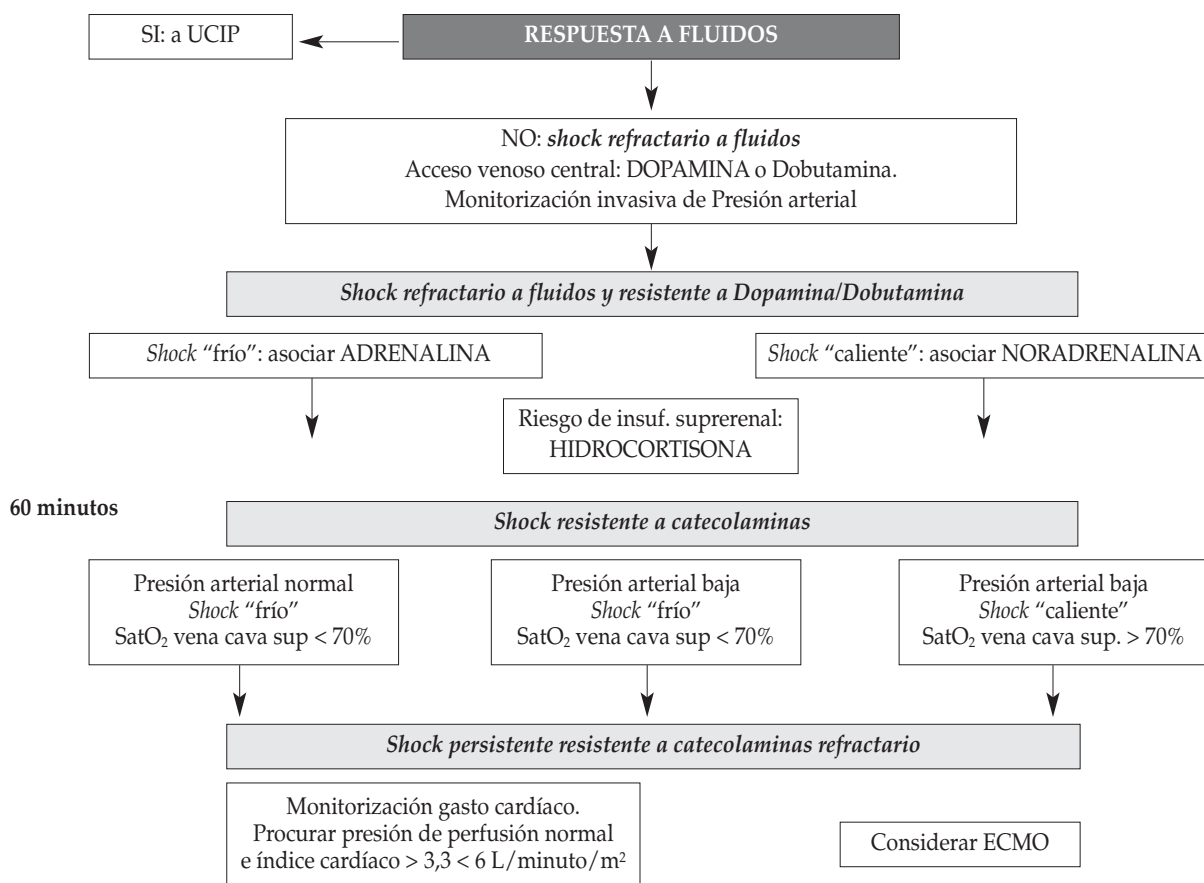 SI: a UCIP
RESPUESTA A FLUIDOS
NO: shock refractario a fluidos
Acceso venoso central: DOPAMINA o Dobutamina.
Monitorización invasiva de Presión arterial
Shock refractario a fluidos y resistente a Dopamina/Dobutamina
Shock “frío”: asociar ADRENALINA
Shock “caliente”: asociar NORADRENALINA
Riesgo de insuf. suprerenal:
HIDROCORTISONA
60 minutos
Shock resistente a catecolaminas
Presión arterial normal
Shock “frío”
SatO₂ vena cava sup < 70%
Presión arterial baja
Shock “frío”
SatO₂ vena cava sup < 70%
Presión arterial baja
Shock “caliente”
SatO₂ vena cava sup. > 70%
Shock persistente resistente a catecolaminas refractario
Monitorización gasto cardíaco.
Procurar presión de perfusión normal
e índice cardíaco > 3,3 < 6 L/minuto/m²
Considerar ECMO